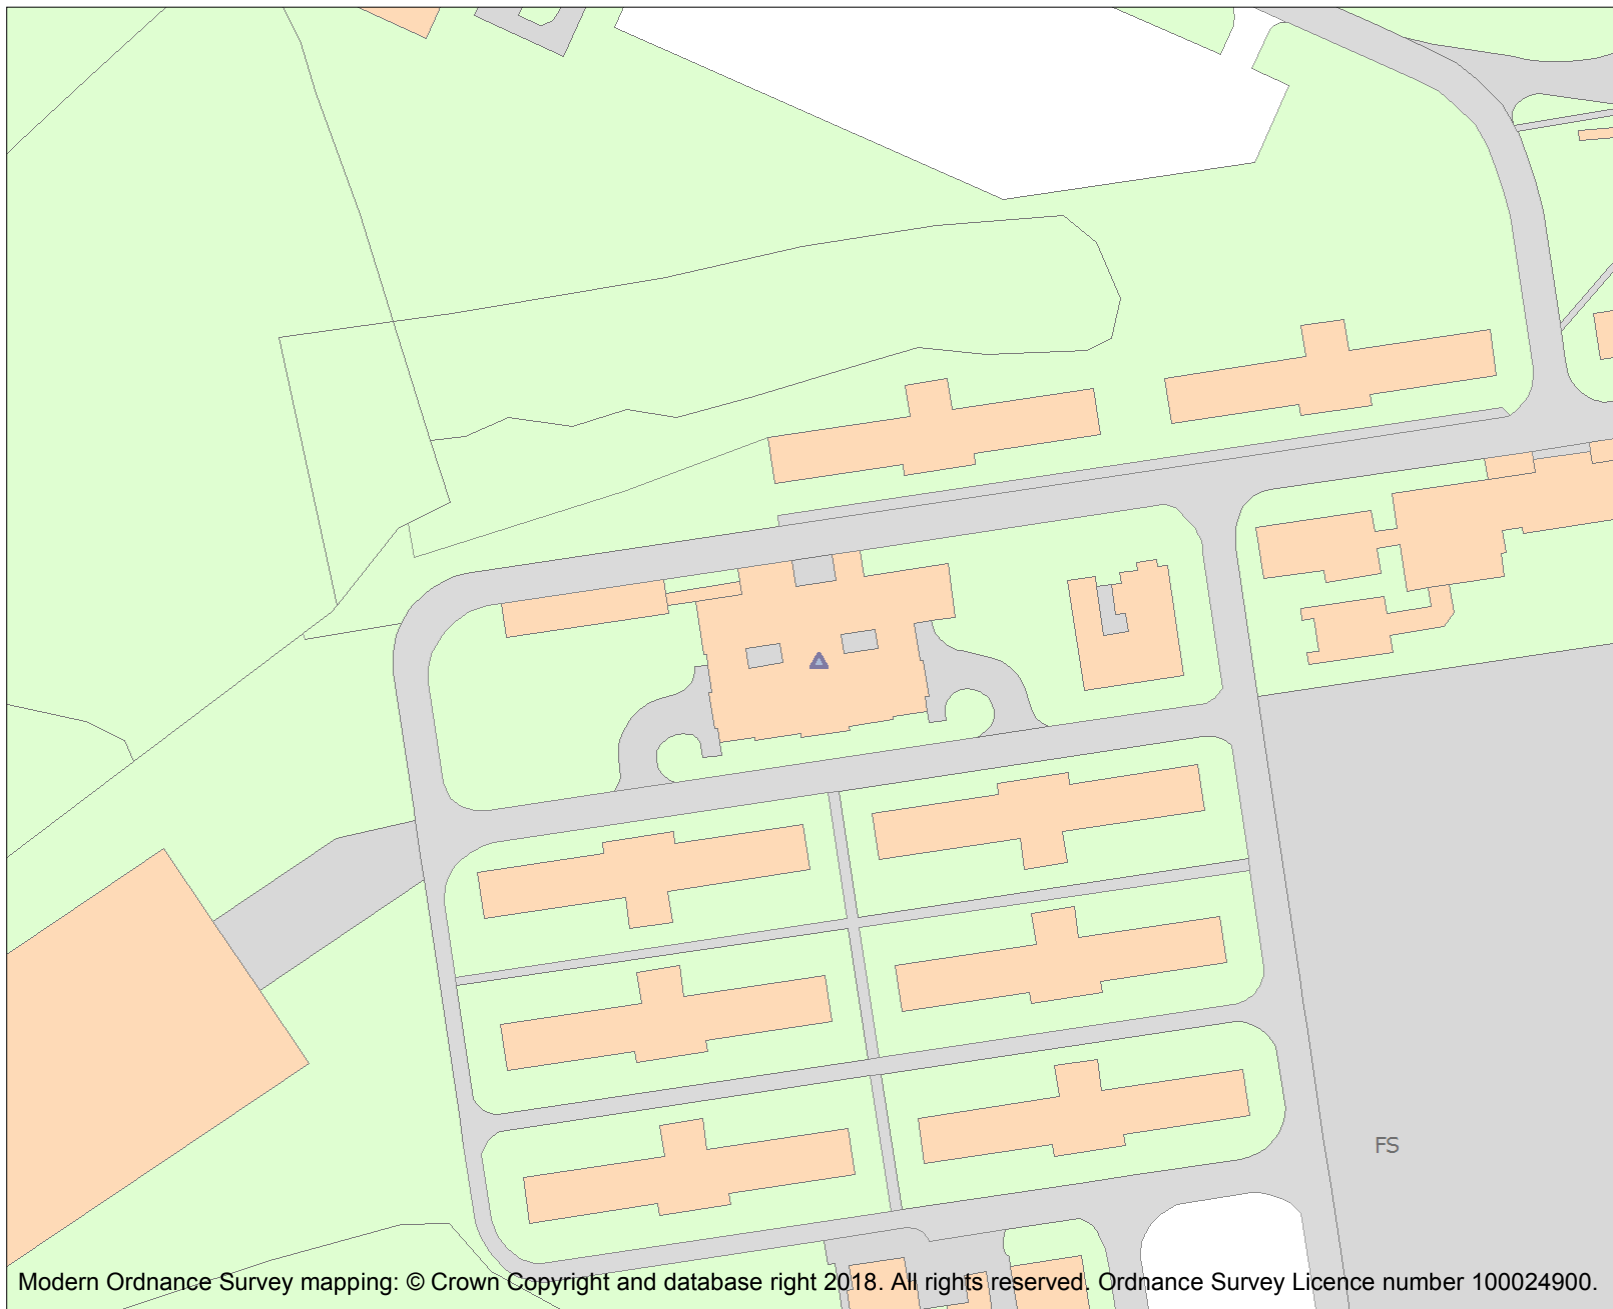 FS
Modern Ordnance Survey mapping: © Crown Copyright and database right 2018. All rights reserved. Ordnance Survey Licence number 100024900.